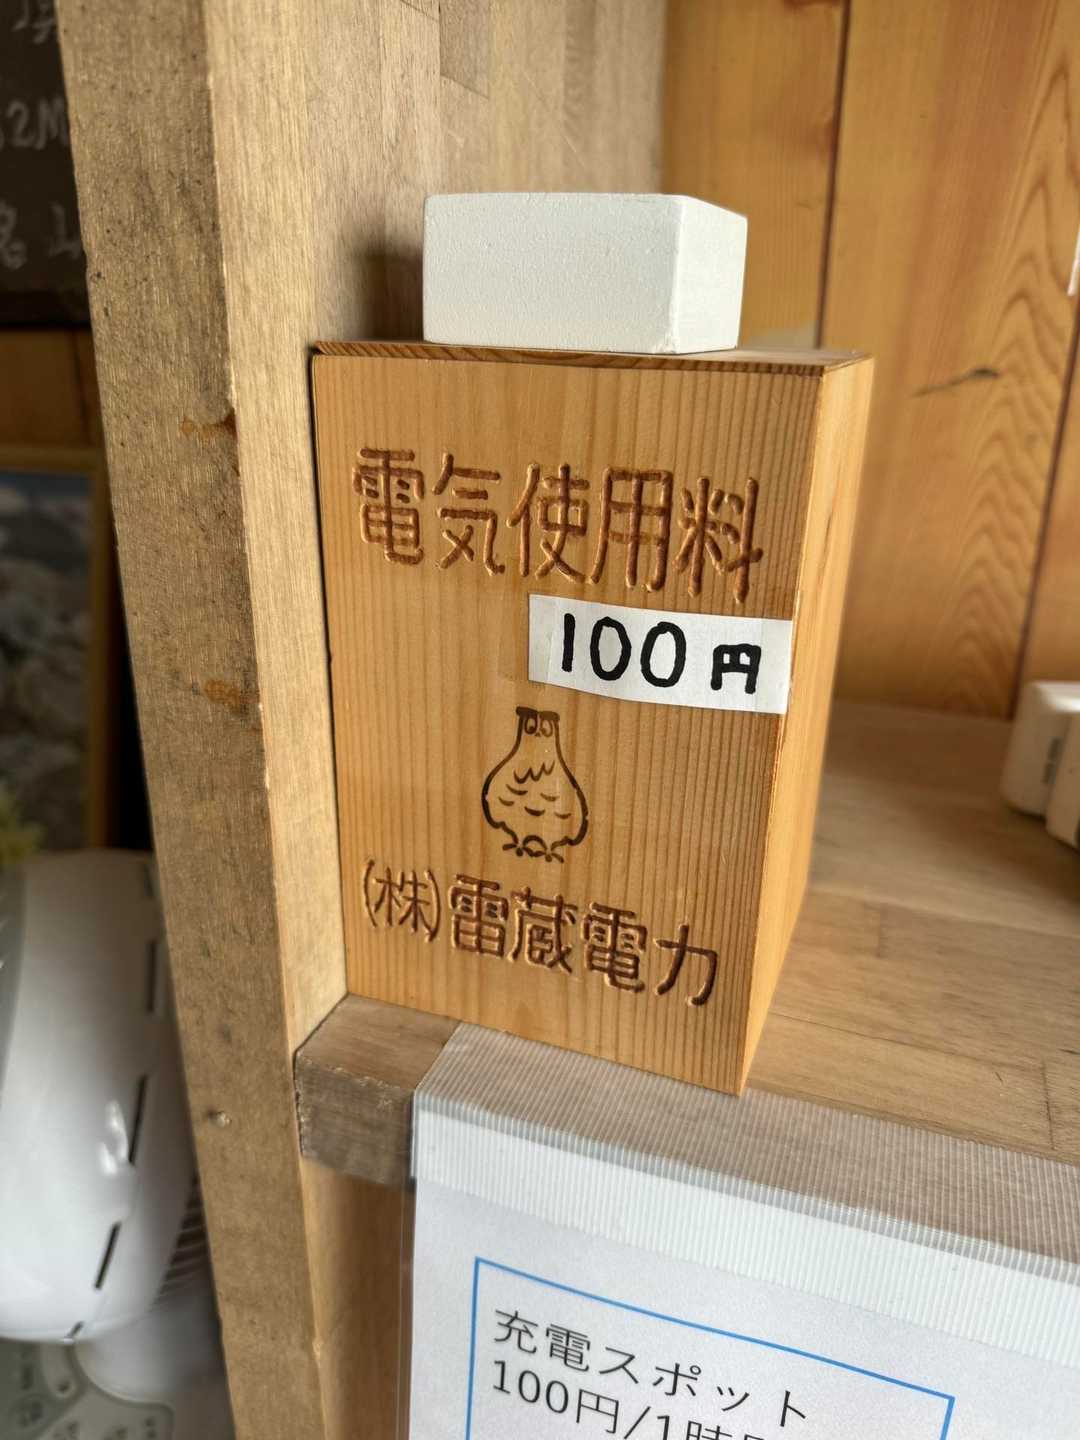 電気使用料
100円
(株)雷蔵電力
充電スポット
100円/1時